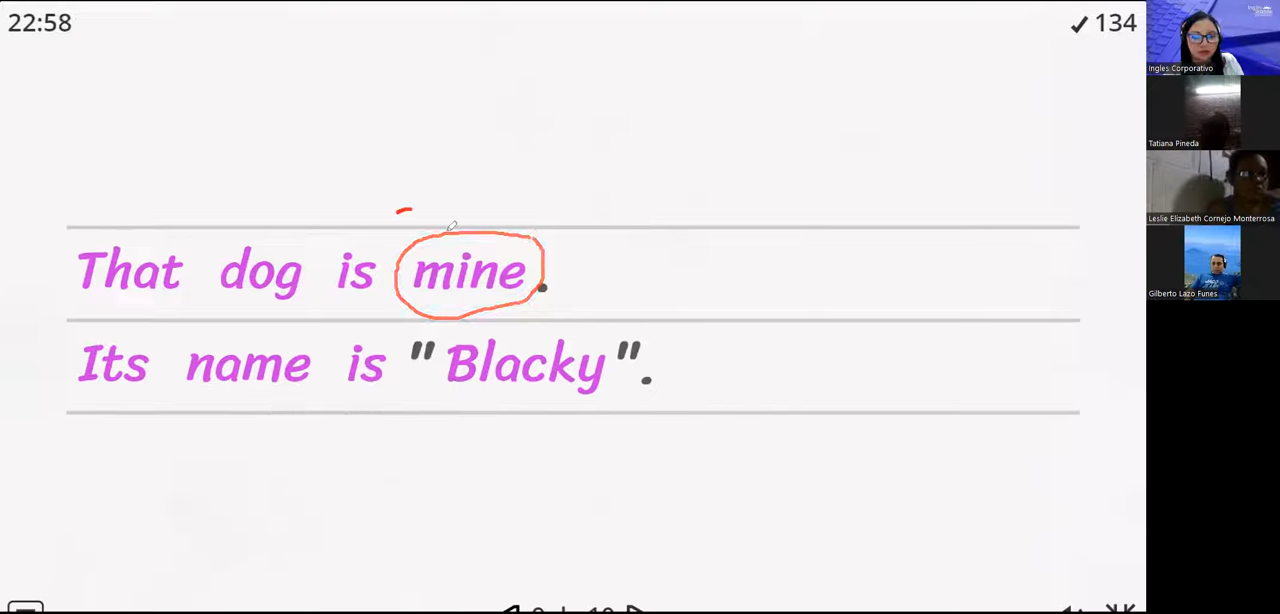 22:58
✓ 134
That dog is mine.
Its name is "Blacky".
Ingles Corporativo
Tatiana Pineda
Leslie Elizabeth Cornejo Monterrosa
Gilberto Lazo Funes